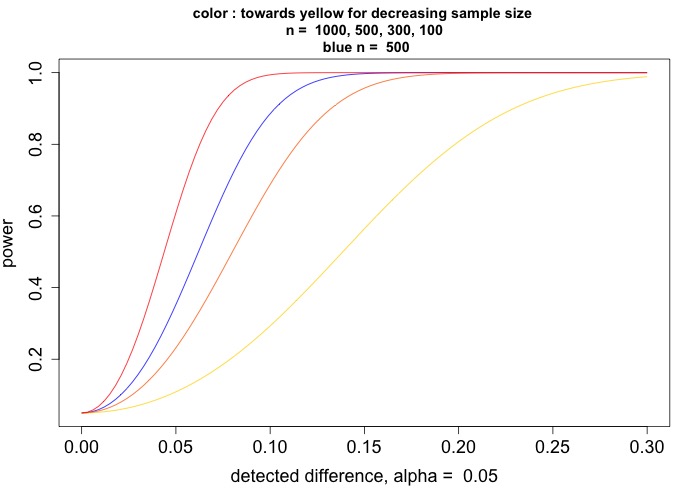 color : towards yellow for decreasing sample size
n =  1000, 500, 300, 100
blue n =  500
1.0
0.8
0.6
0.4
0.2
power
0.00 0.05 0.10 0.15 0.20 0.25 0.30
detected difference, alpha =  0.05